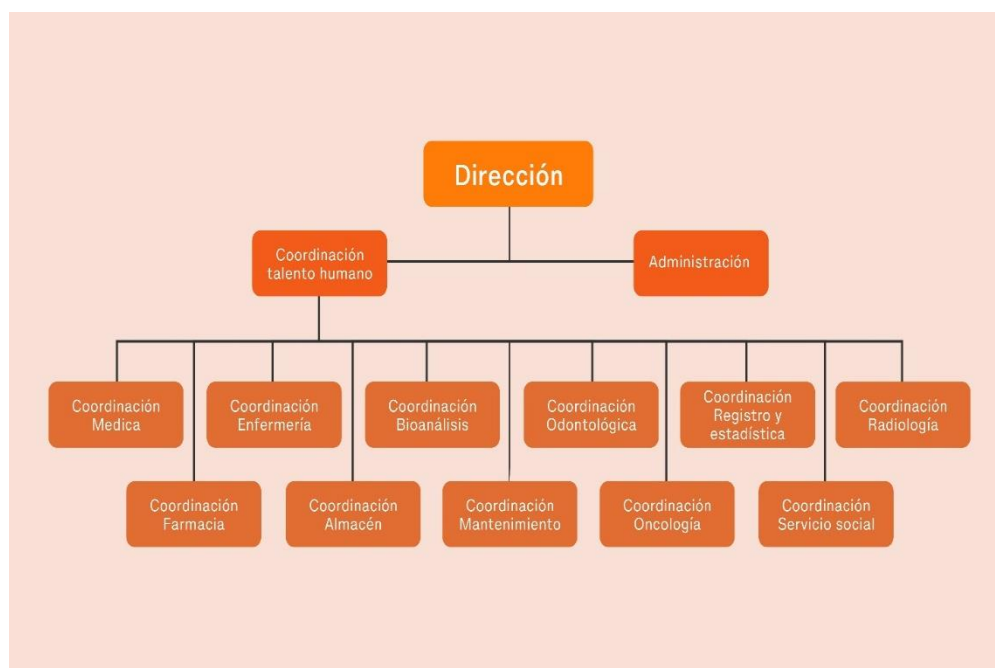 Dirección
Coordinación
talento humano
Administración
Coordinación
Medica
Coordinación
Enfermería
Coordinación
Bioanálisis
Coordinación
Odontológica
Coordinación
Registro y
estadística
Coordinación
Radiología
Coordinación
Farmacia
Coordinación
Almacén
Coordinación
Mantenimiento
Coordinación
Oncología
Coordinación
Servicio social